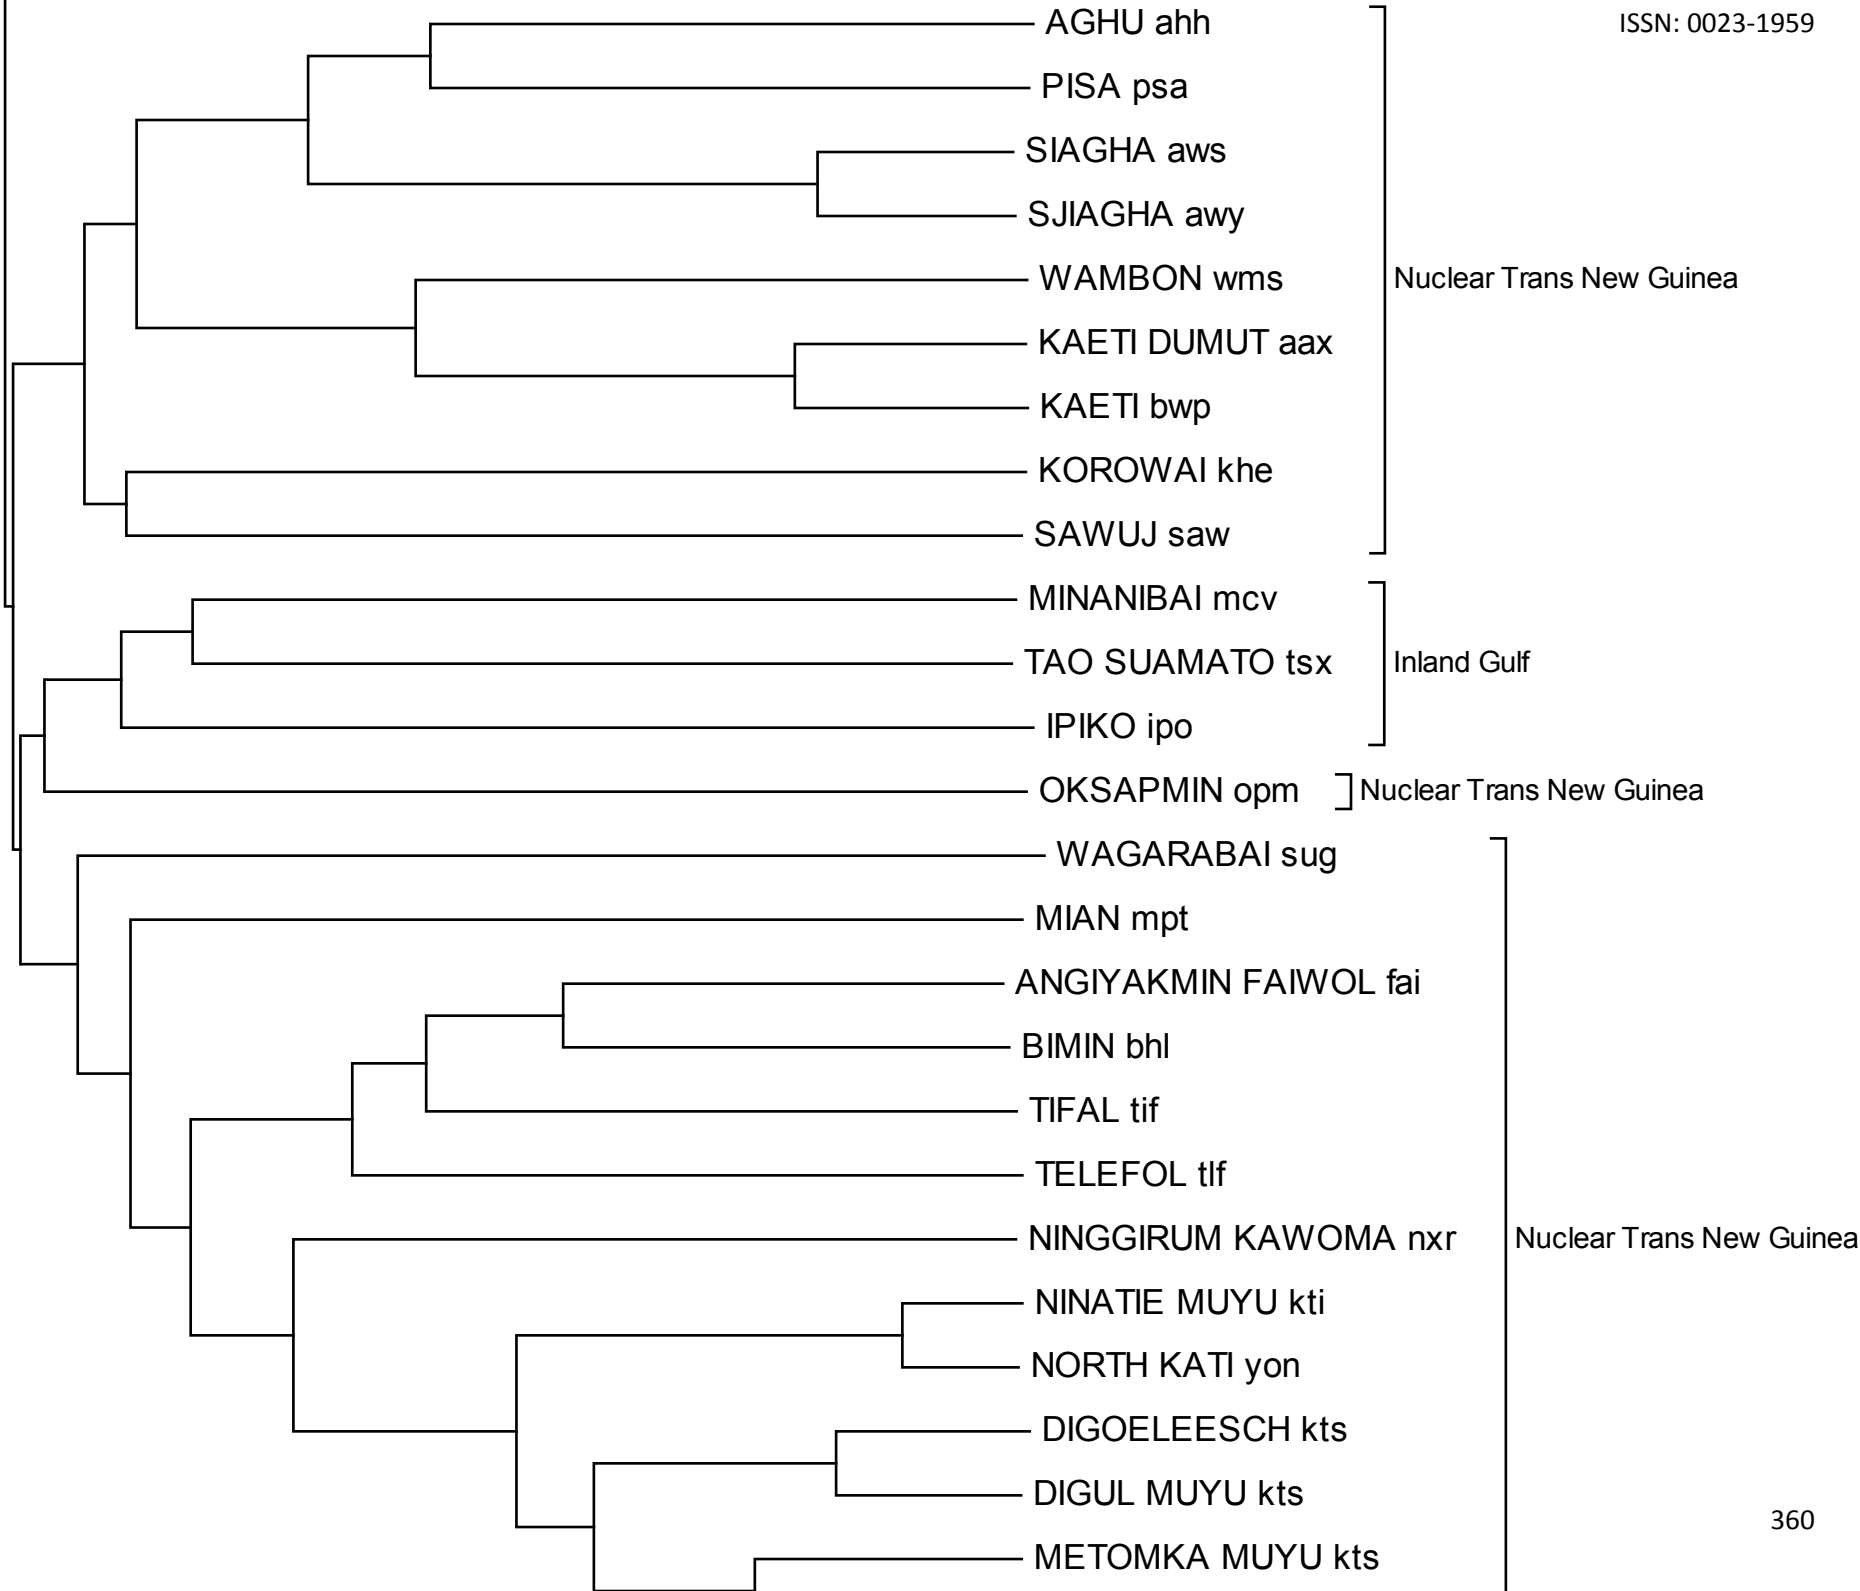 AGHU ahh
ISSN: 0023-1959
PISA psa
SIAGHA aws
SJIAGHA awy
WAMBON wms
Nuclear Trans New Guinea
KAETI DUMUT aax
KAETI bwp
KOROWAI khe
SAWUJ saw
MINANIBAI mcv
TAO SUAMATO tsx
Inland Gulf
IPIKO ipo
OKSAPMIN opm
Nuclear Trans New Guinea
WAGARABAI sug
MIAN mpt
ANGIYAKMIN FAIWOL fai
BIMIN bhl
TIFAL tif
TELEFOL tlf
NINGGIRUM KAWOMA nxr
Nuclear Trans New Guinea
NINATIE MUYU kti
NORTH KATI yon
DIGOELEESCH kts
DIGUL MUYU kts
360
METOMKA MUYU kts